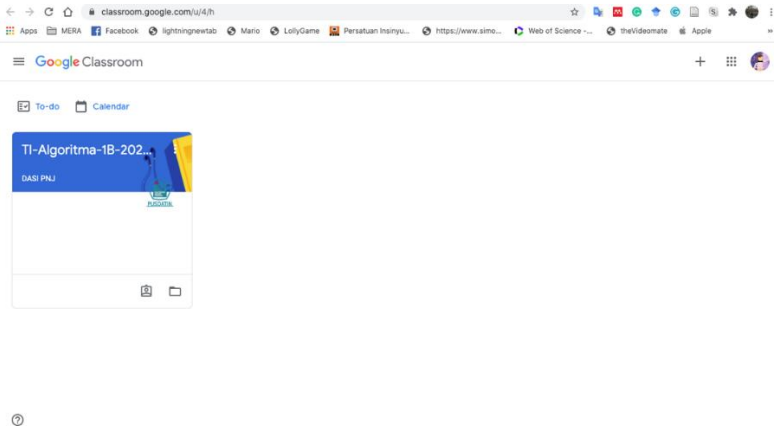 classroom.google.com/u/4/h
Apps MERA Facebook lightningnewtab Mario LollyGame Persatuan Insinyu... https://www.simo... Web of Science -... theVideomate Apple »
Google Classroom
To-do Calendar
TI-Algoritma-1B-202...
DASI PNJ
PUSDATIN